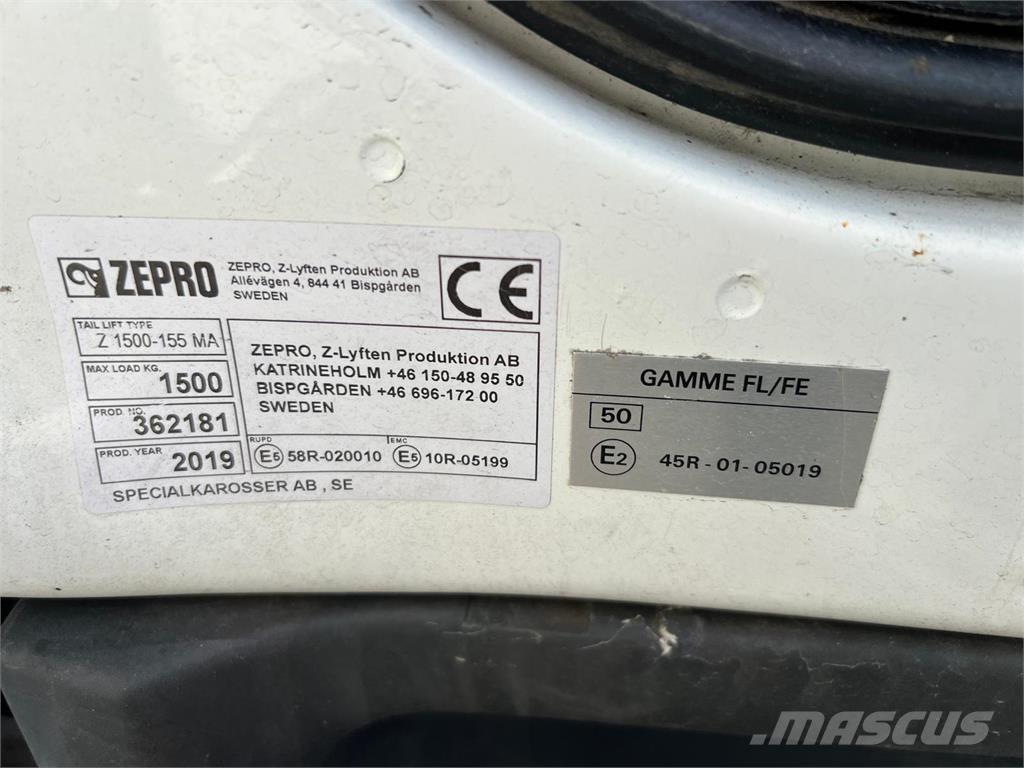 ZEPRO
ZEPRO, Z-Lyften Produktion AB
Allévägen 4, 844 41 Bispgården
SWEDEN
CE
TAIL LIFT TYPE
Z 1500-155 MA
MAX LOAD KG.
1500
PROD. NO.
362181
PROD. YEAR
2019
ZEPRO, Z-Lyften Produktion AB
KATRINEHOLM +46 150-48 95 50
BISPGÅRDEN +46 696-172 00
SWEDEN
RUPD
E5 58R-020010
EMC
E5 10R-05199
SPECIALKAROSSER AB , SE
GAMME FL/FE
50
E2 45R - 01- 05019
MASCUS